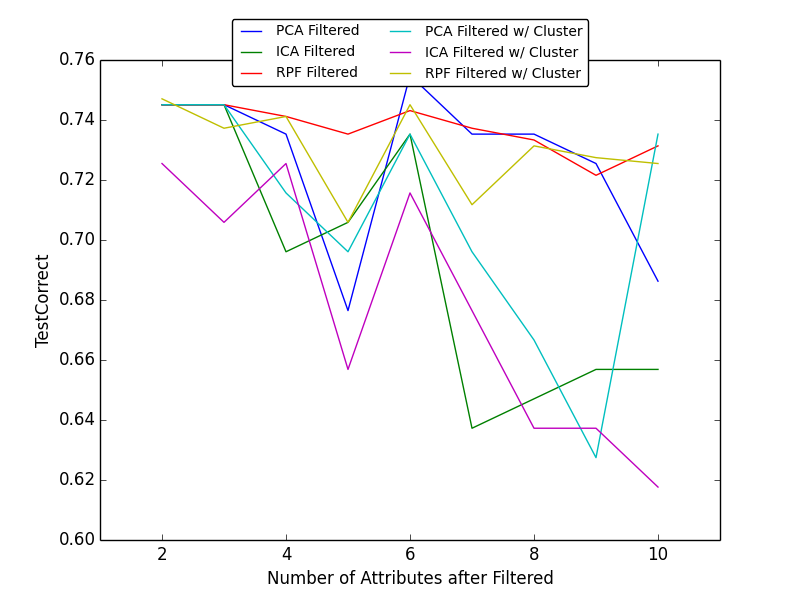 PCA Filtered
ICA Filtered
RPF Filtered
PCA Filtered w/ Cluster
ICA Filtered w/ Cluster
RPF Filtered w/ Cluster
0.76
0.74
0.72
0.70
0.68
0.66
0.64
0.62
0.60
TestCorrect
2 4 6 8 10
Number of Attributes after Filtered